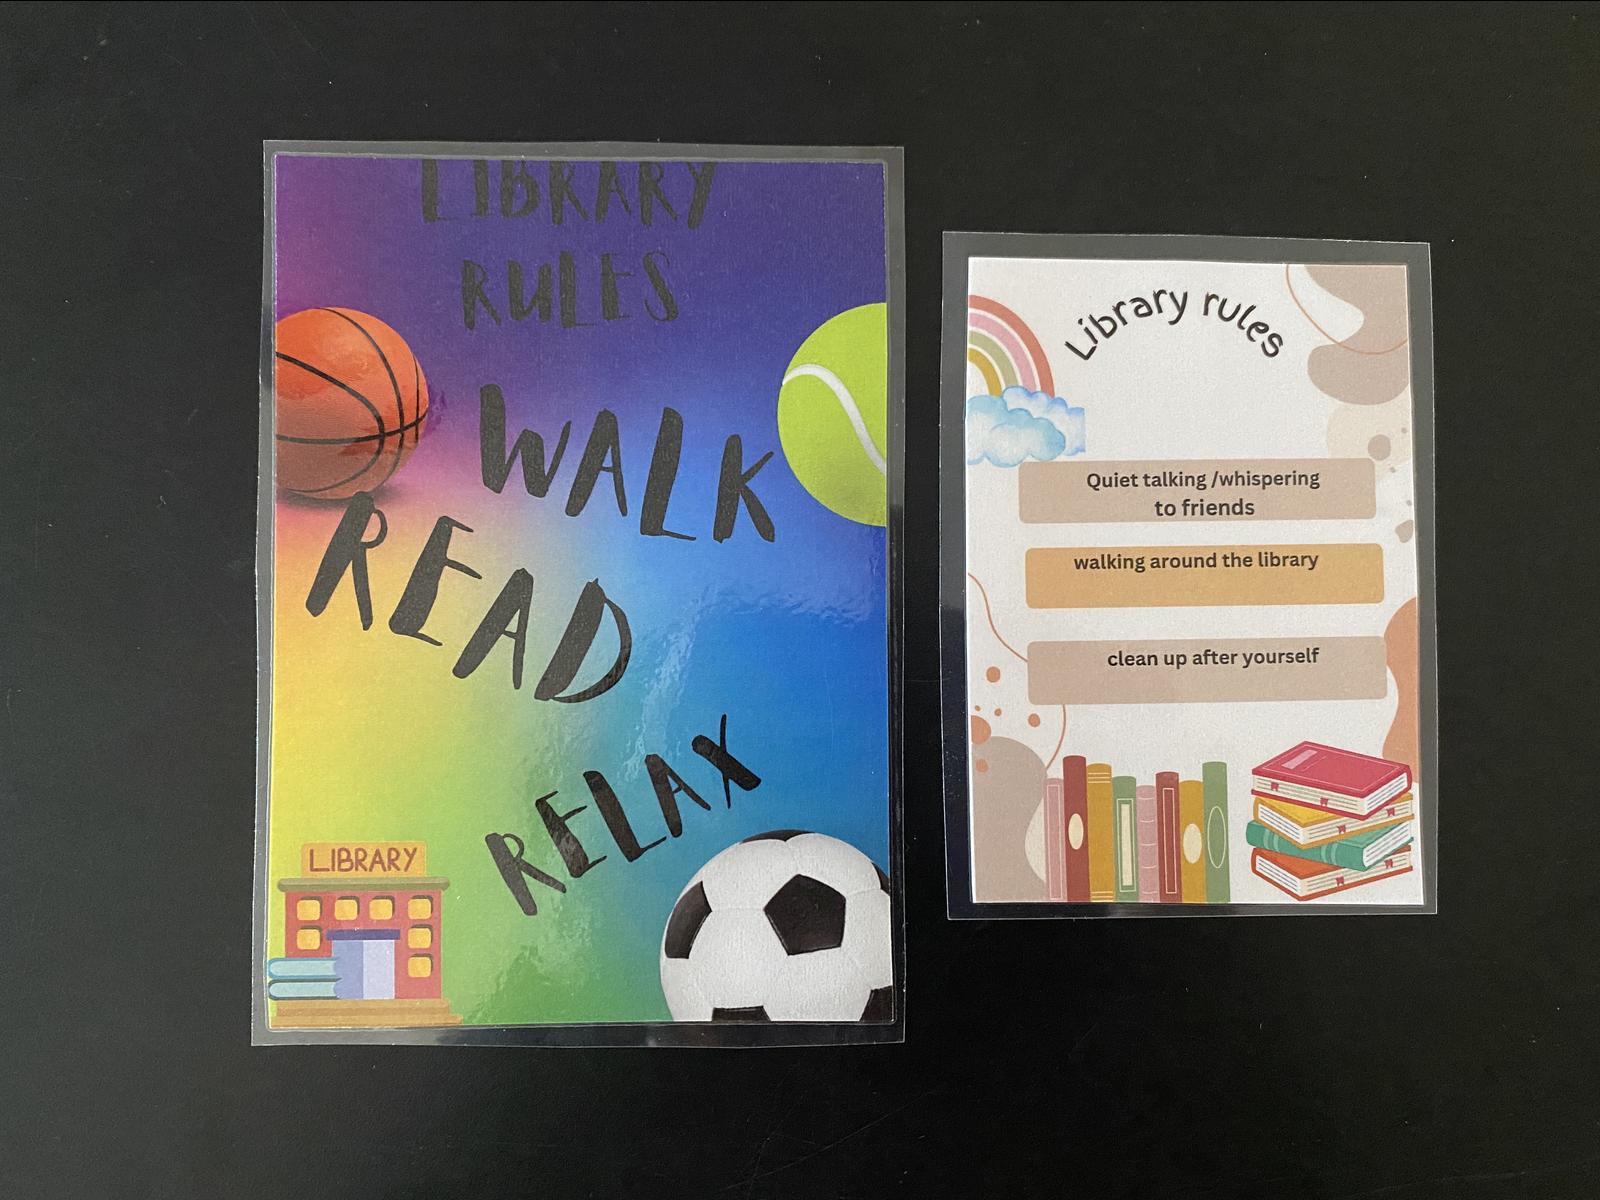 LIBRARY
RULES
WALK
READ
RELAX
LIBRARY
Library rules
Quiet talking /whispering
to friends
walking around the library
clean up after yourself